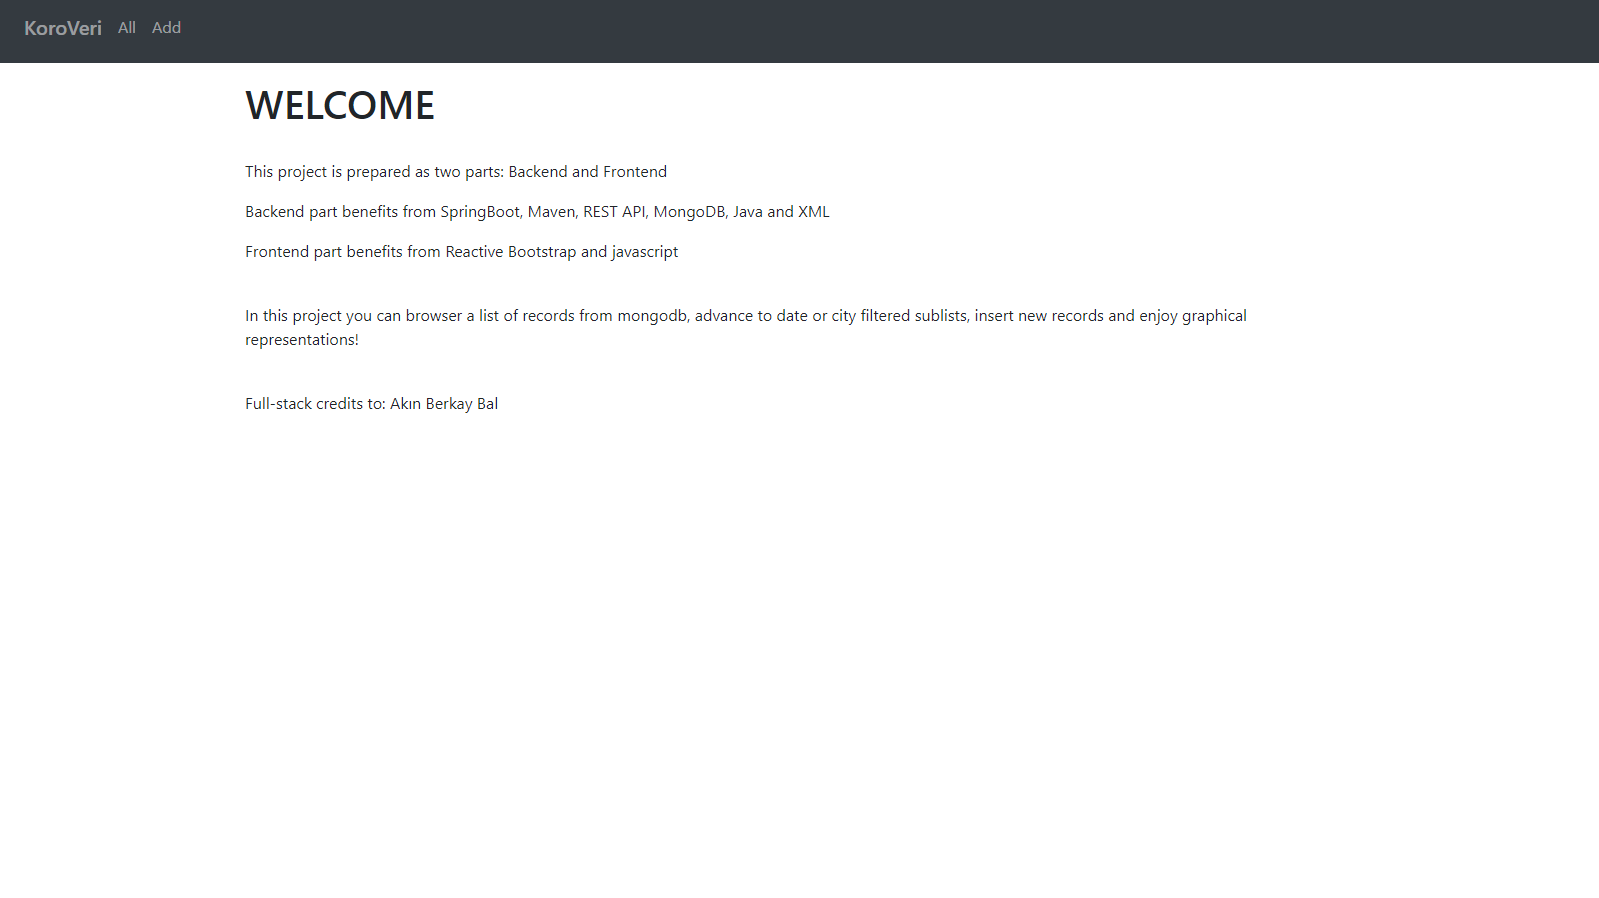 KoroVeri All Add
WELCOME
This project is prepared as two parts: Backend and Frontend
Backend part benefits from SpringBoot, Maven, REST API, MongoDB, Java and XML
Frontend part benefits from Reactive Bootstrap and javascript
In this project you can browser a list of records from mongodb, advance to date or city filtered sublists, insert new records and enjoy graphical
representations!
Full-stack credits to: Akın Berkay Bal